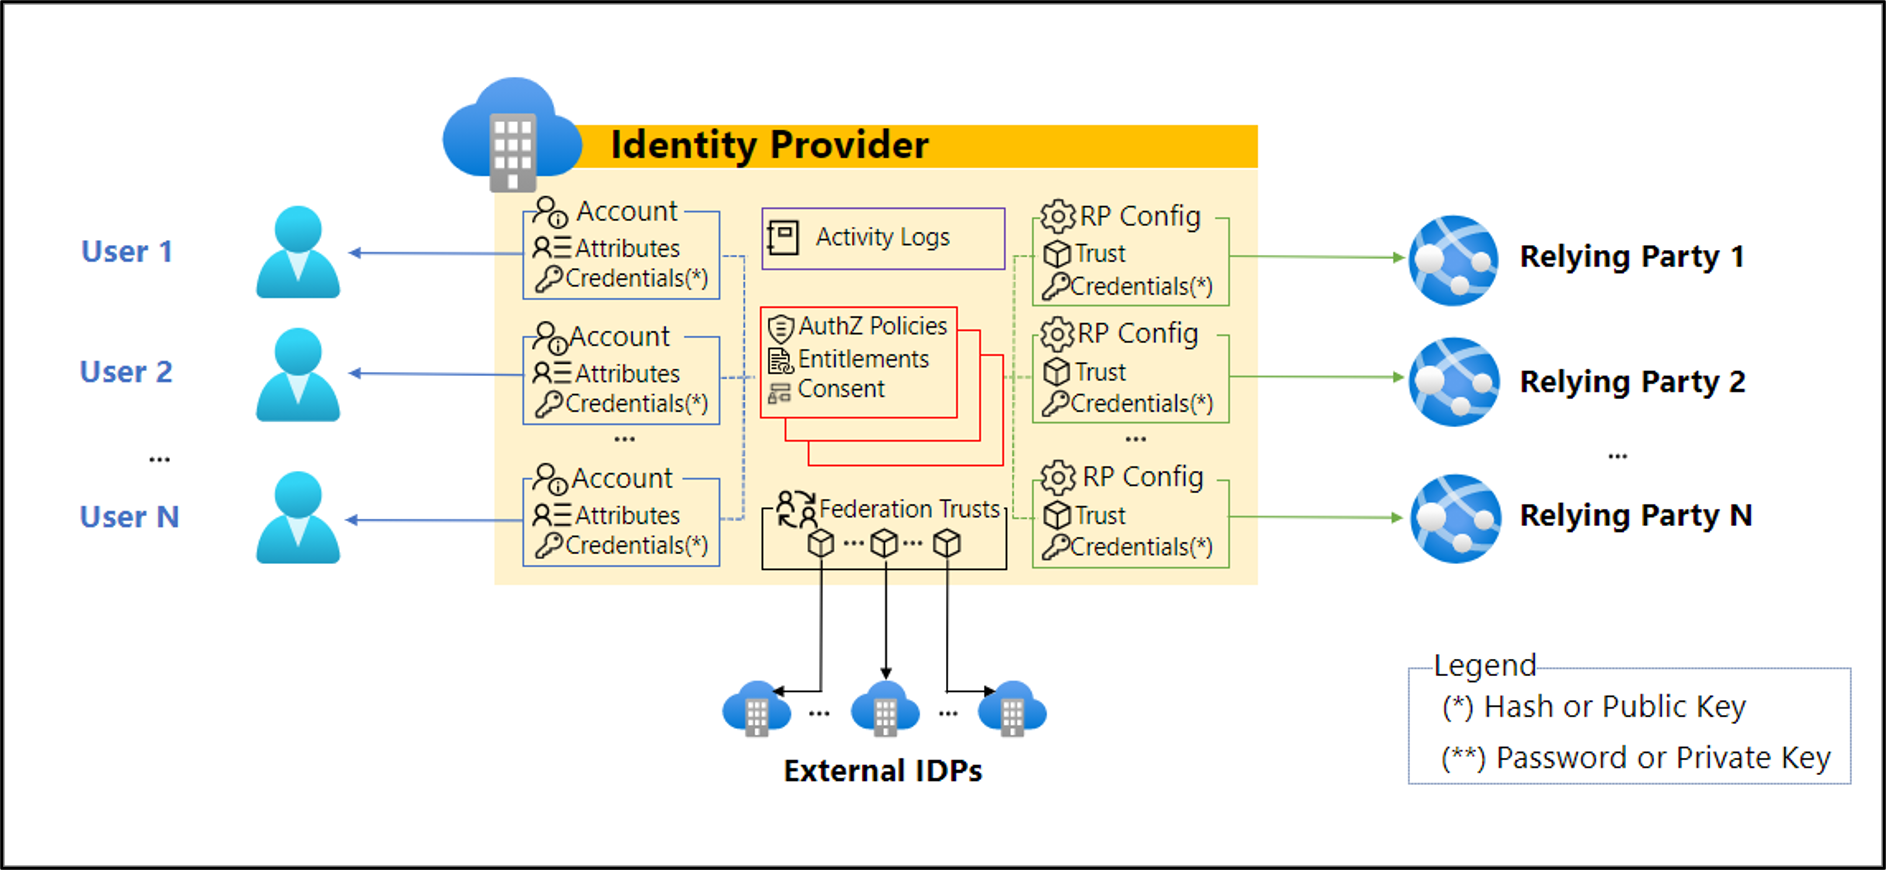 Identity Provider
User 1
Account
Attributes
Credentials(*)
Activity Logs
RP Config
Trust
Credentials(*)
Relying Party 1
User 2
Account
Attributes
Credentials(*)
...
AuthZ Policies
Entitlements
Consent
RP Config
Trust
Credentials(*)
...
Relying Party 2
...
...
User N
Account
Attributes
Credentials(*)
Federation Trusts
... ...
RP Config
Trust
Credentials(*)
Relying Party N
... ...
External IDPs
Legend
(*) Hash or Public Key
(**) Password or Private Key